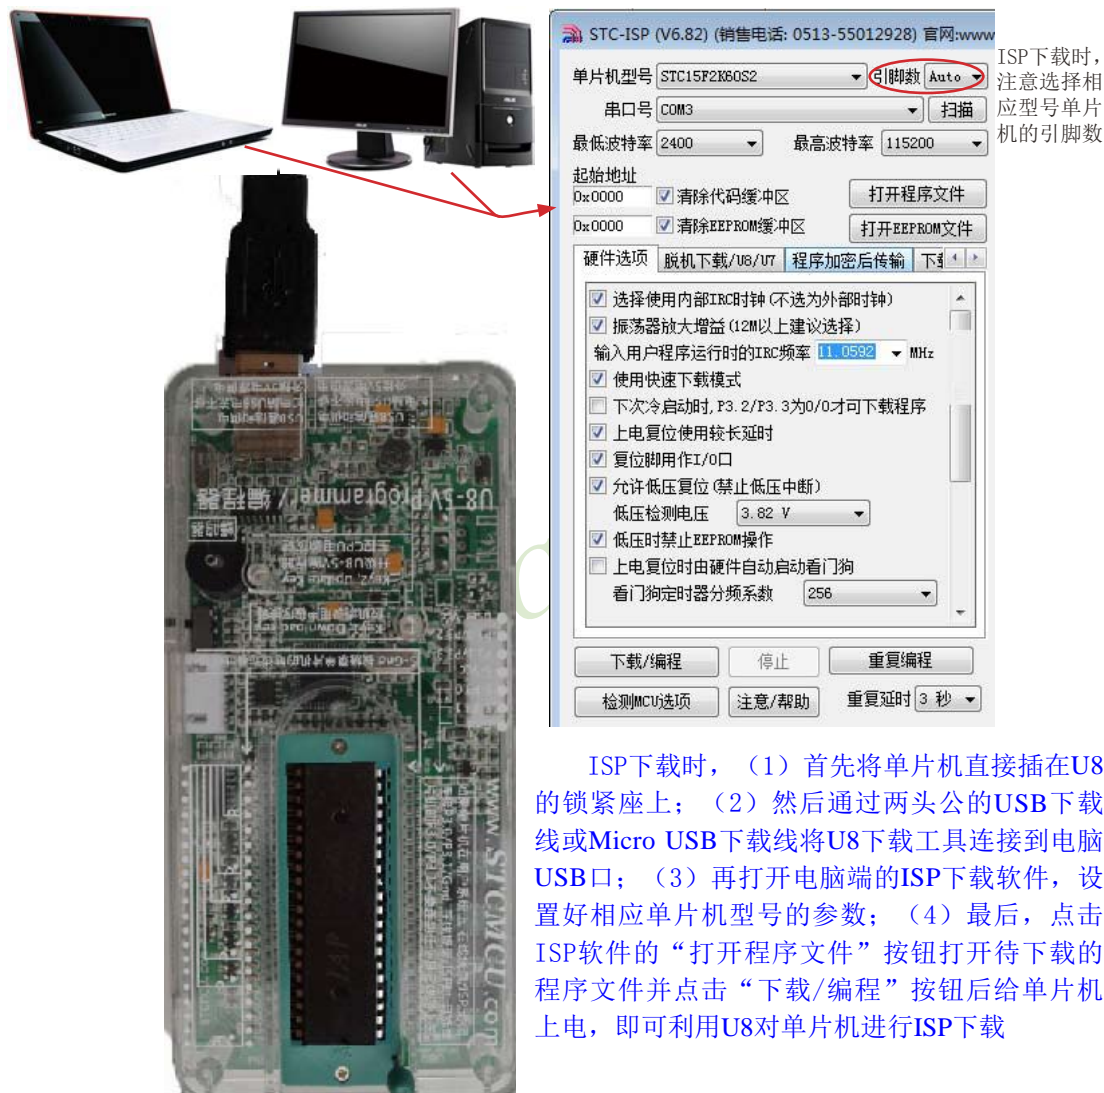 STC-ISP (V6.82) (销售电话: 0513-55012928) 官网:www
单片机型号 STC15F2K60S2 引脚数 Auto
串口号 COM3 扫描
最低波特率 2400 最高波特率 115200
起始地址
0x0000 清除代码缓冲区 打开程序文件
0x0000 清除EEPROM缓冲区 打开EEPROM文件
硬件选项 脱机下载/U8/U7 程序加密后传输
选择使用内部IRC时钟(不选为外部时钟)
振荡器放大增益(12M以上建议选择)
输入用户程序运行时的IRC频率 11.0592 MHz
使用快速下载模式
下次冷启动时,P3.2/P3.3为0/0才可下载程序
上电复位使用较长延时
复位脚用作I/O口
允许低压复位(禁止低压中断)
低压检测电压 3.82 V
低压时禁止EEPROM操作
上电复位时由硬件自动启动看门狗
看门狗定时器分频系数 256
下载/编程 停止 重复编程
检测MCU选项 注意/帮助 重复延时 3 秒
ISP下载时，
注意选择相
应型号单片
机的引脚数
U8-5V Programmer / 编程器
www.STCMCU.com
ISP下载时，（1）首先将单片机直接插在U8
的锁紧座上；（2）然后通过两头公的USB下载
线或Micro USB下载线将U8下载工具连接到电脑
USB口；（3）再打开电脑端的ISP下载软件，设
置好相应单片机型号的参数；（4）最后，点击
ISP软件的“打开程序文件”按钮打开待下载的
程序文件并点击“下载/编程”按钮后给单片机
上电，即可利用U8对单片机进行ISP下载